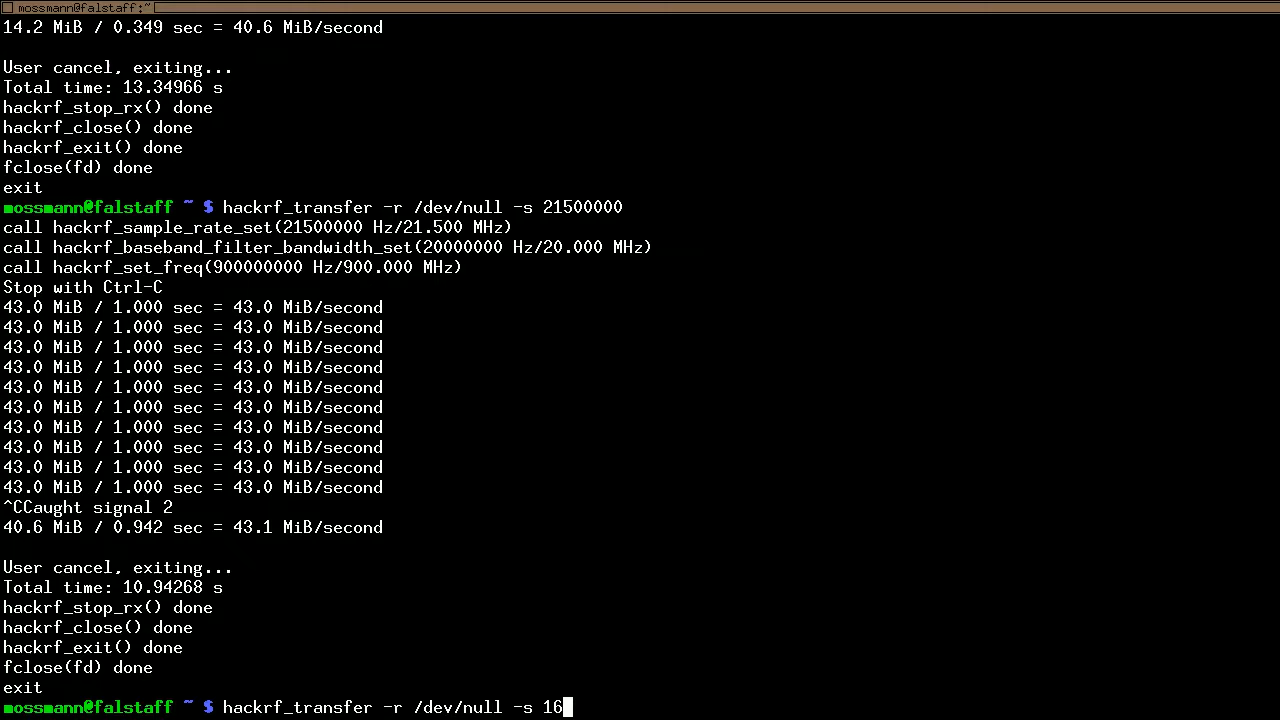 mossmann@falstaff:~
14.2 MiB / 0.349 sec = 40.6 MiB/second
User cancel, exiting...
Total time: 13.34966 s
hackrf_stop_rx() done
hackrf_close() done
hackrf_exit() done
fclose(fd) done
exit
mossmann@falstaff ~ $ hackrf_transfer -r /dev/null -s 21500000
call hackrf_sample_rate_set(21500000 Hz/21.500 MHz)
call hackrf_baseband_filter_bandwidth_set(20000000 Hz/20.000 MHz)
call hackrf_set_freq(900000000 Hz/900.000 MHz)
Stop with Ctrl-C
43.0 MiB / 1.000 sec = 43.0 MiB/second
43.0 MiB / 1.000 sec = 43.0 MiB/second
43.0 MiB / 1.000 sec = 43.0 MiB/second
43.0 MiB / 1.000 sec = 43.0 MiB/second
43.0 MiB / 1.000 sec = 43.0 MiB/second
43.0 MiB / 1.000 sec = 43.0 MiB/second
43.0 MiB / 1.000 sec = 43.0 MiB/second
43.0 MiB / 1.000 sec = 43.0 MiB/second
43.0 MiB / 1.000 sec = 43.0 MiB/second
43.0 MiB / 1.000 sec = 43.0 MiB/second
^CCaught signal 2
40.6 MiB / 0.942 sec = 43.1 MiB/second
User cancel, exiting...
Total time: 10.94268 s
hackrf_stop_rx() done
hackrf_close() done
hackrf_exit() done
fclose(fd) done
exit
mossmann@falstaff ~ $ hackrf_transfer -r /dev/null -s 16